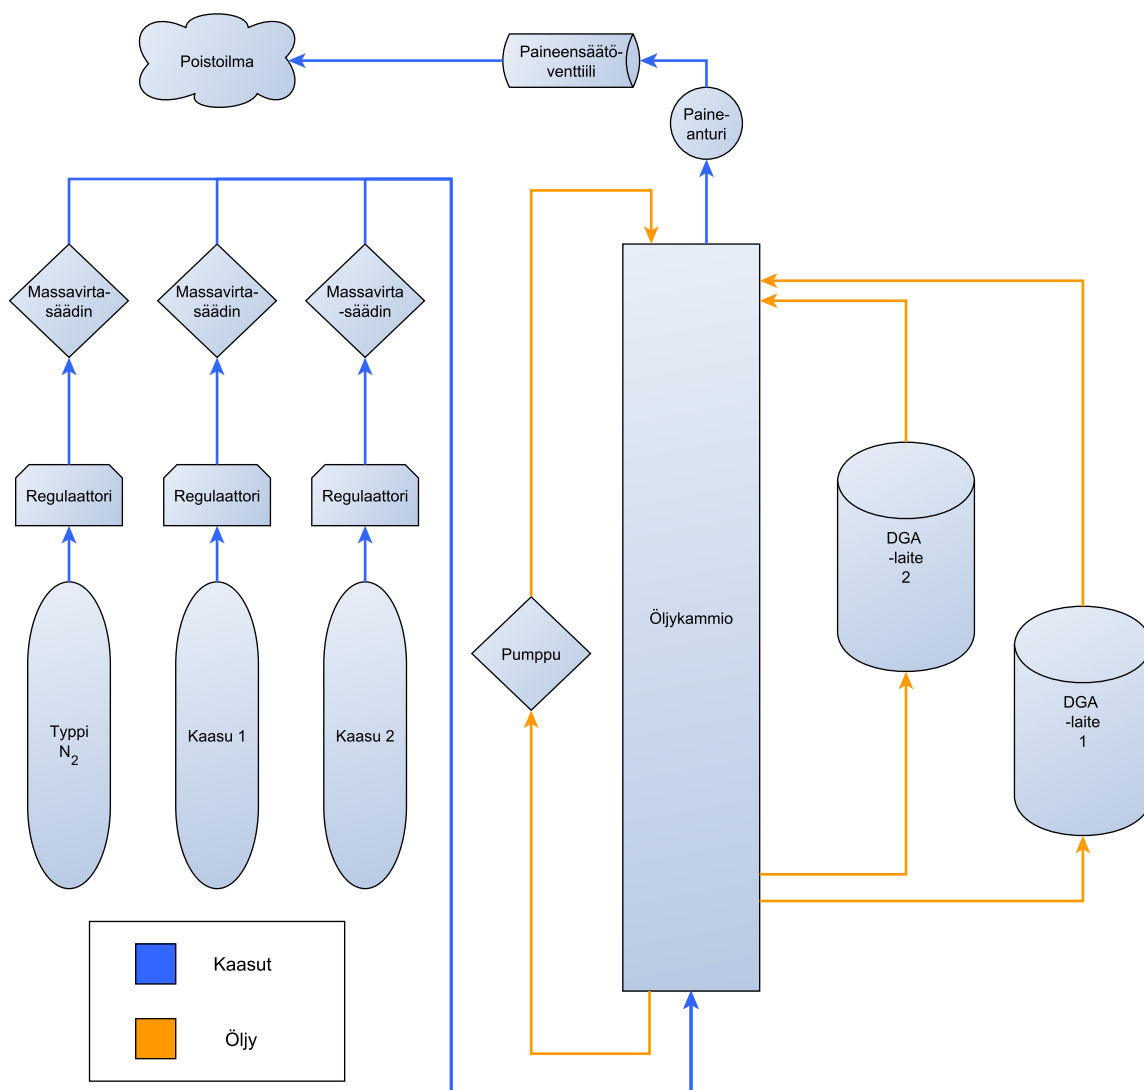 Poistoilma
Paineensäätö-
venttiili
Paine-
anturi
Massavirta-
säädin
Massavirta-
säädin
Massavirta
-säädin
Regulaattori
Regulaattori
Regulaattori
DGA
-laite
2
Öljykammio
Pumppu
DGA
-laite
1
Typpi
N2
Kaasu 1
Kaasu 2
Kaasut
Öljy